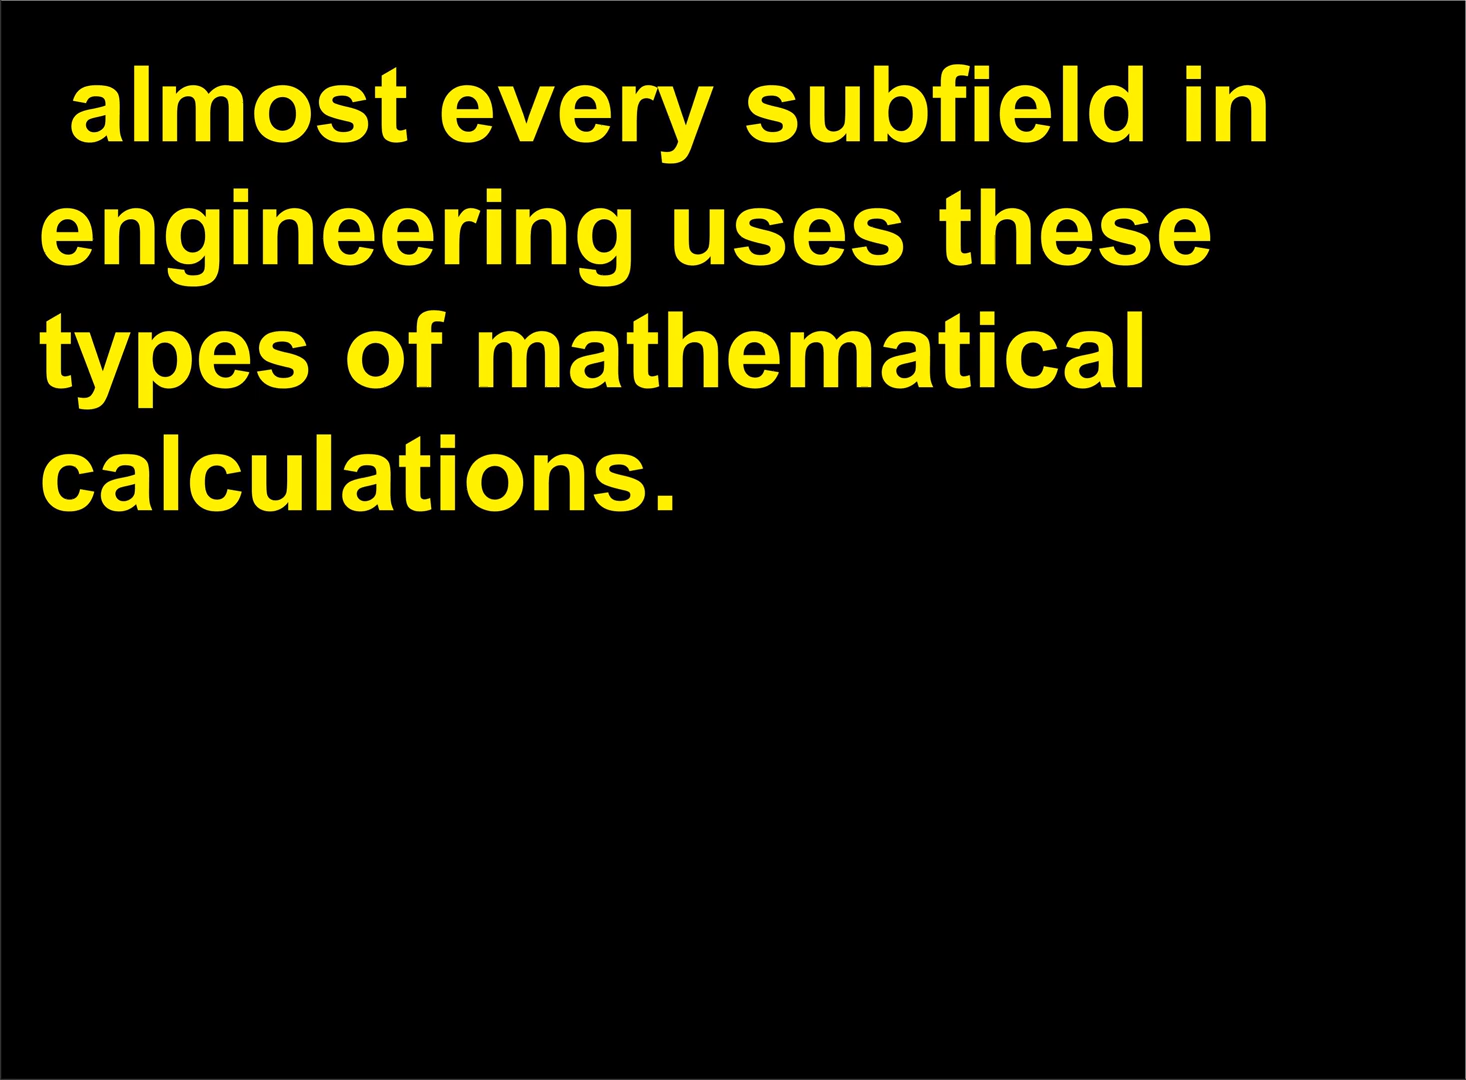 almost every subfield in
engineering uses these
types of mathematical
calculations.